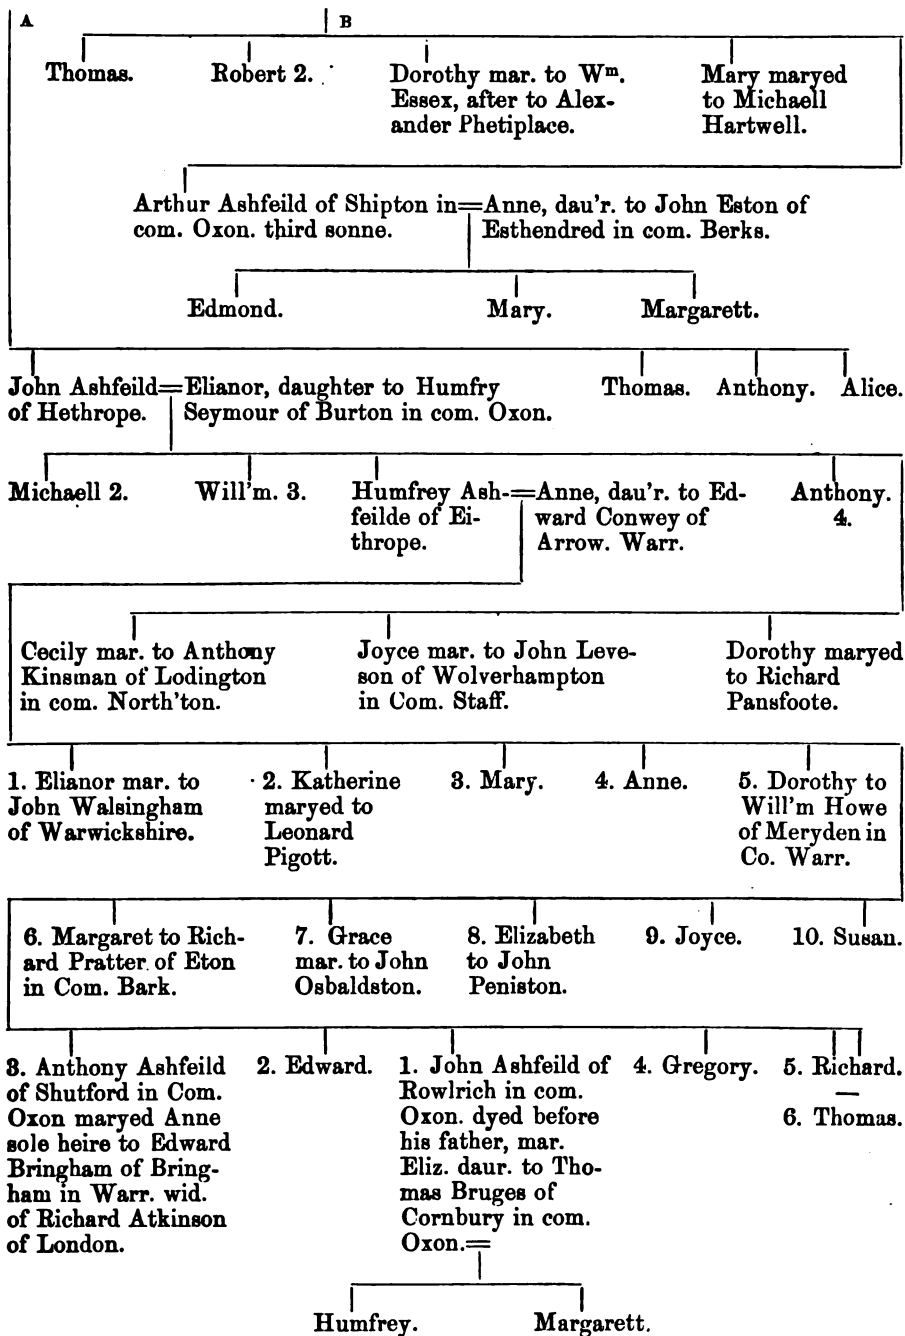 A B
Thomas. Robert 2. Dorothy mar. to Wm. Essex, after to Alex-
ander Phetiplace. Mary maryed
to Michaell
Hartwell.
Arthur Ashfeild of Shipton in=Anne, dau'r. to John Eston of
com. Oxon. third sonne. Esthendred in com. Berks.
Edmond. Mary. Margarett.
John Ashfeild=Elianor, daughter to Humfry
of Hethrope. Seymour of Burton in com. Oxon.
Thomas. Anthony. Alice.
Michaell 2. Will'm. 3.
Humfrey Ash-=Anne, dau'r. to Ed-
feilde of Ei- ward Conwey of
thrope. Arrow. Warr.
Anthony.
4.
Cecily mar. to Anthony
Kinsman of Lodington
in com. North'ton.
Joyce mar. to John Leve-
son of Wolverhampton
in Com. Staff.
Dorothy maryed
to Richard
Pansfoote.
1. Elianor mar. to
John Walsingham
of Warwickshire.
2. Katherine
maryed to
Leonard
Pigott.
3. Mary. 4. Anne.
5. Dorothy to
Will'm Howe
of Meryden in
Co. Warr.
6. Margaret to Rich-
ard Pratter of Eton
in Com. Bark.
7. Grace
mar. to John
Osbaldston.
8. Elizabeth
to John
Peniston.
9. Joyce. 10. Susan.
3. Anthony Ashfeild
of Shutford in Com.
Oxon maryed Anne
sole heire to Edward
Bringham of Bring-
ham in Warr. wid.
of Richard Atkinson
of London.
2. Edward.
1. John Ashfeild of
Rowlrich in com.
Oxon. dyed before
his father, mar.
Eliz. daur. to Tho-
mas Bruges of
Cornbury in com.
Oxon.=
4. Gregory. 5. Richard.
—
6. Thomas.
Humfrey. Margarett.